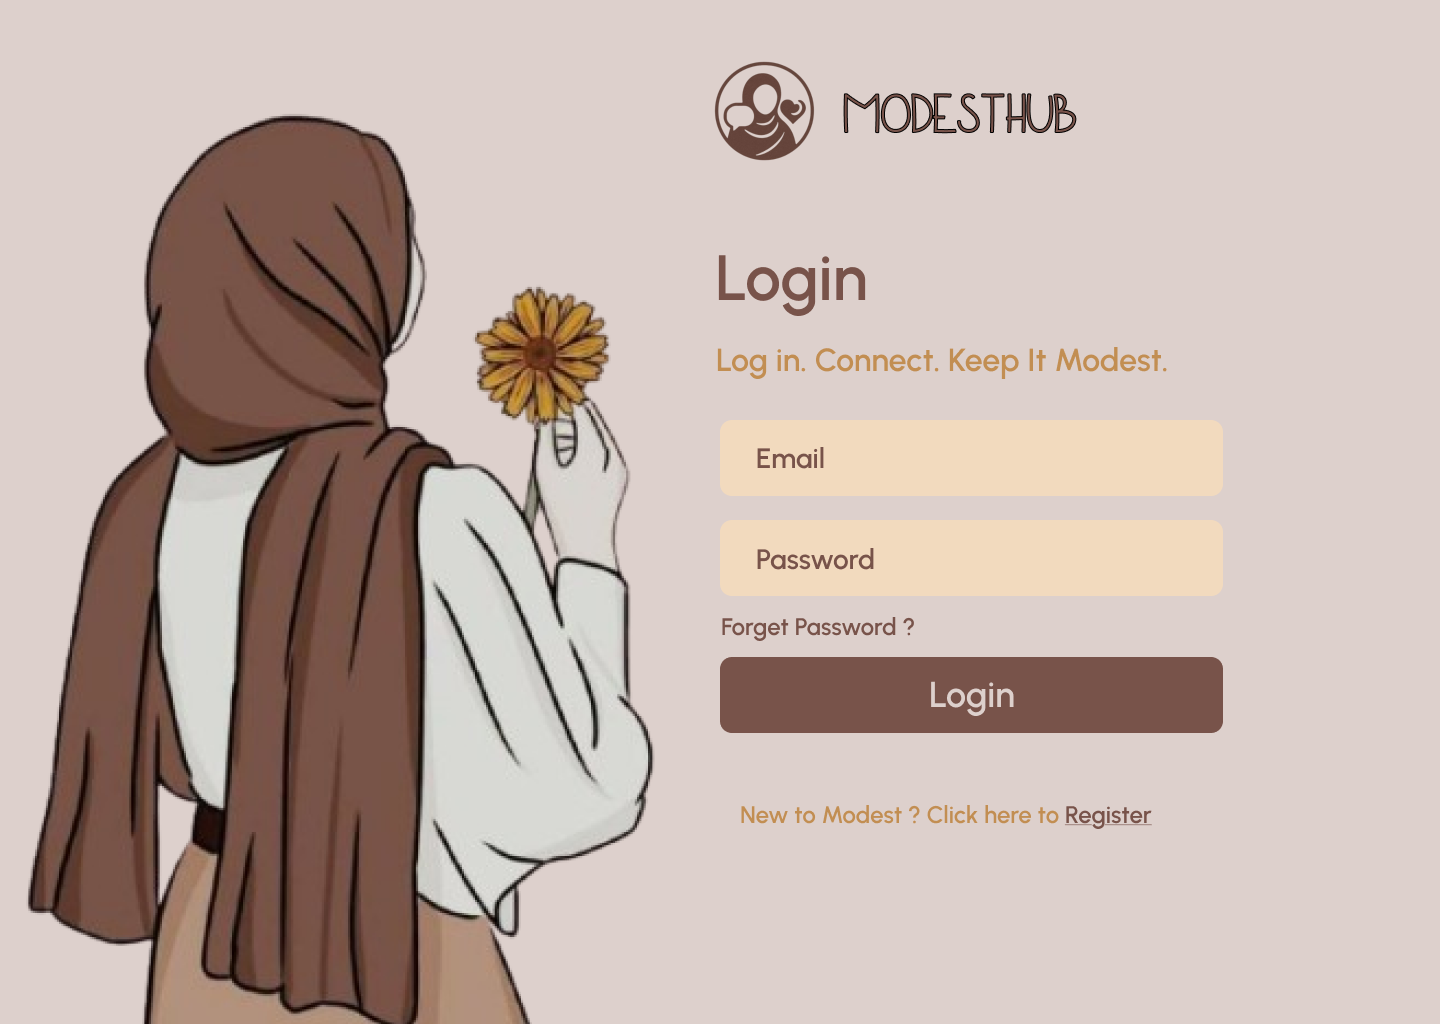 MODESTHUB
Login
Log in. Connect. Keep It Modest.
Email
Password
Forget Password ?
Login
New to Modest ? Click here to Register